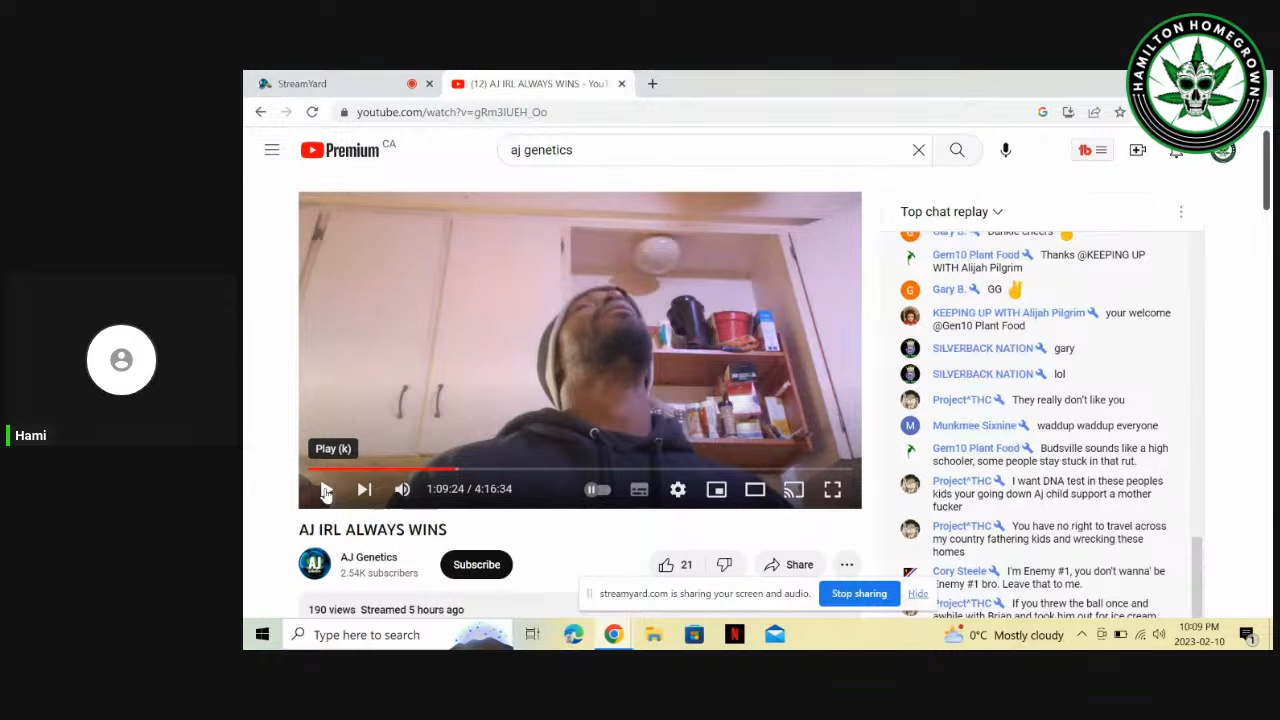 HAMILTON HOMEGROWN
StreamYard
(12) AJ IRL ALWAYS WINS - YouT
youtube.com/watch?v=gRm3IUEH_Oo
Premium CA
aj genetics
Top chat replay
Gary B. Dankie cheers
Gem10 Plant Food Thanks @KEEPING UP
WITH Alijah Pilgrim
Gary B. GG
KEEPING UP WITH Alijah Pilgrim your welcome
@Gen10 Plant Food
SILVERBACK NATION gary
SILVERBACK NATION lol
Project^THC They really don't like you
Munkmee Sixnine waddup waddup everyone
Gem10 Plant Food Budsville sounds like a high
schooler, some people stay stuck in that rut.
Project^THC I want DNA test in these peoples
kids your going down Aj child support a mother
fucker
Project^THC You have no right to travel across
my country fathering kids and wrecking these
homes
Cory Steele I'm Enemy #1, you don't wanna' be
Enemy #1 bro. Leave that to me.
Project^THC If you threw the ball once and
awhile with Brian and took him out for ice cream
Play (k)
1:09:24 / 4:16:34
AJ IRL ALWAYS WINS
AJ Genetics
2.54K subscribers
Subscribe
21
Share
190 views Streamed 5 hours ago
streamyard.com is sharing your screen and audio.
Stop sharing
Hide
Type here to search
0°C Mostly cloudy
10:09 PM
2023-02-10
Hami